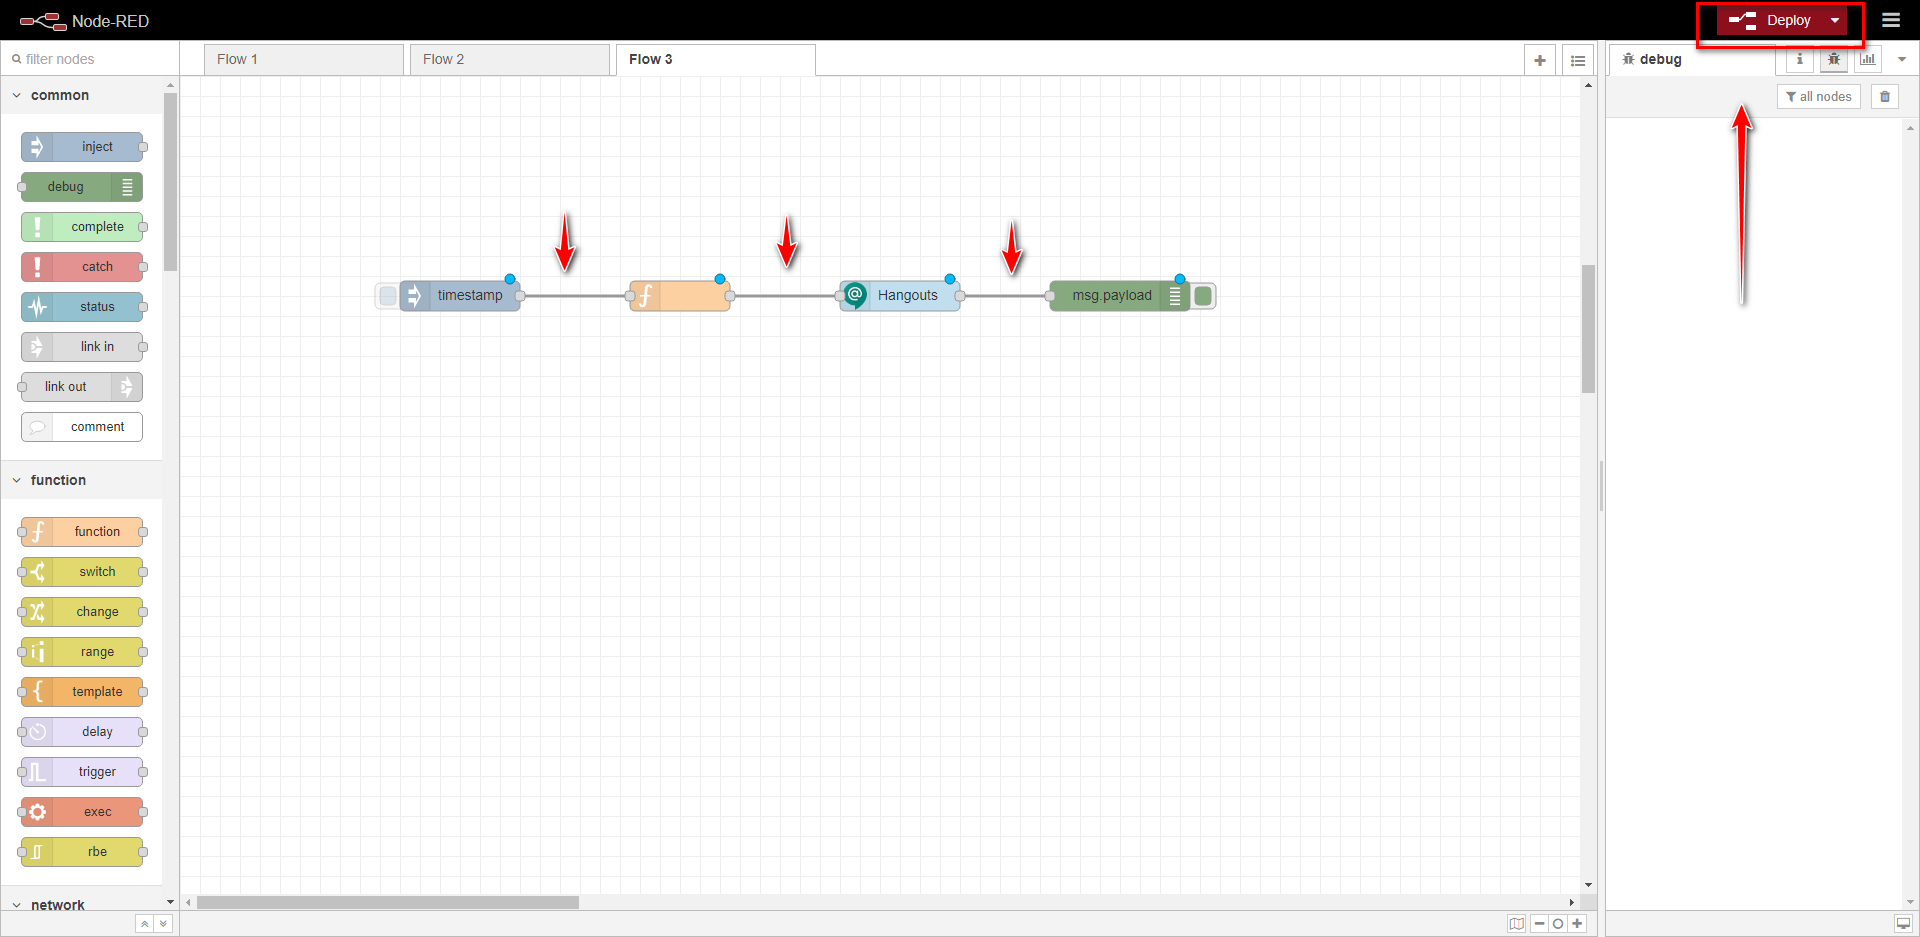 Node-RED
Deploy
filter nodes
Flow 1
Flow 2
Flow 3
debug
all nodes
common
inject
debug
complete
catch
status
link in
link out
comment
function
function
switch
change
range
template
delay
trigger
exec
rbe
network
timestamp
Hangouts
msg.payload